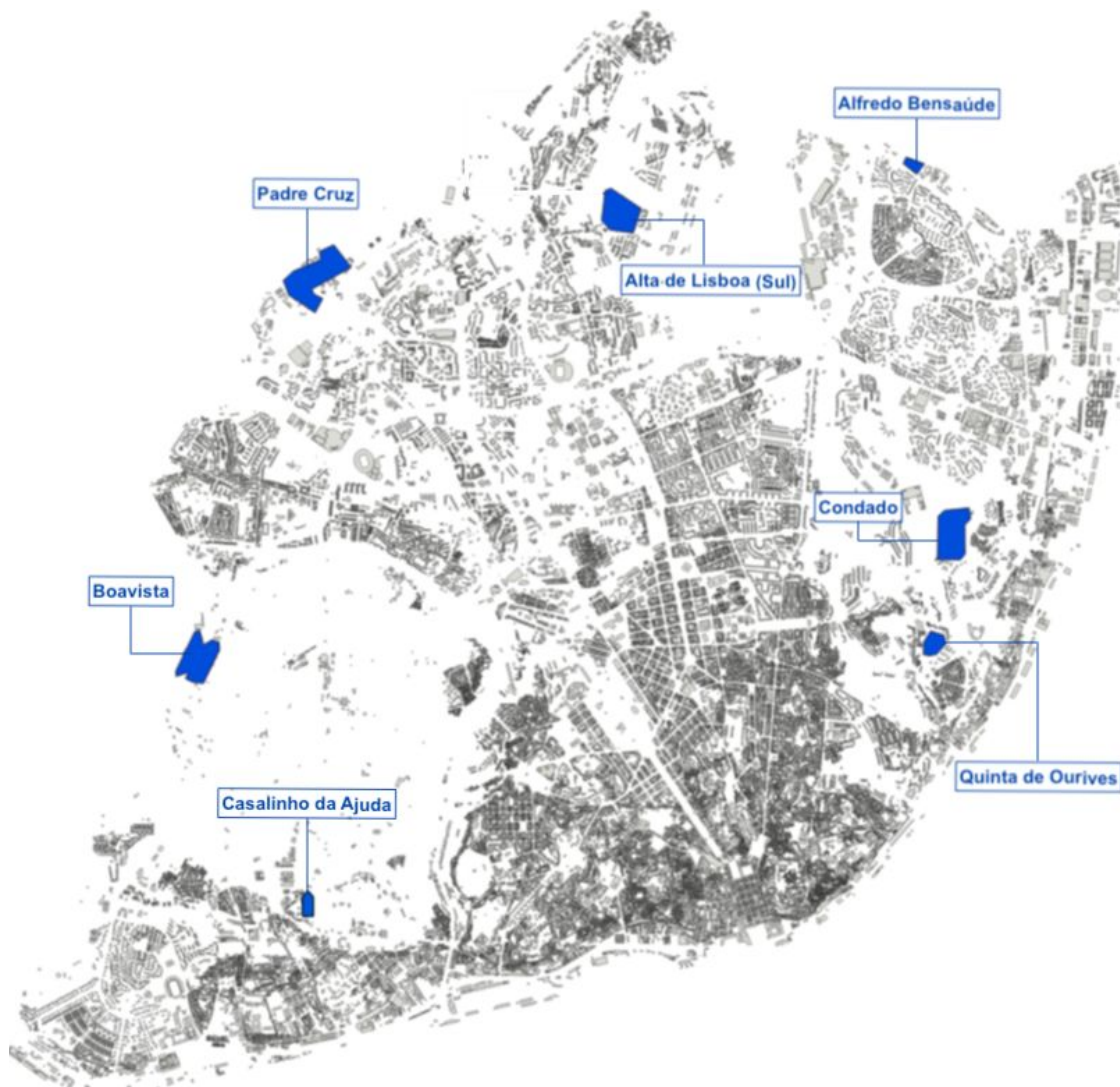 Alfredo Bensaúde
Padre Cruz
Alta de Lisboa (Sul)
Condado
Boavista
Quinta de Ourives
Casalinho da Ajuda